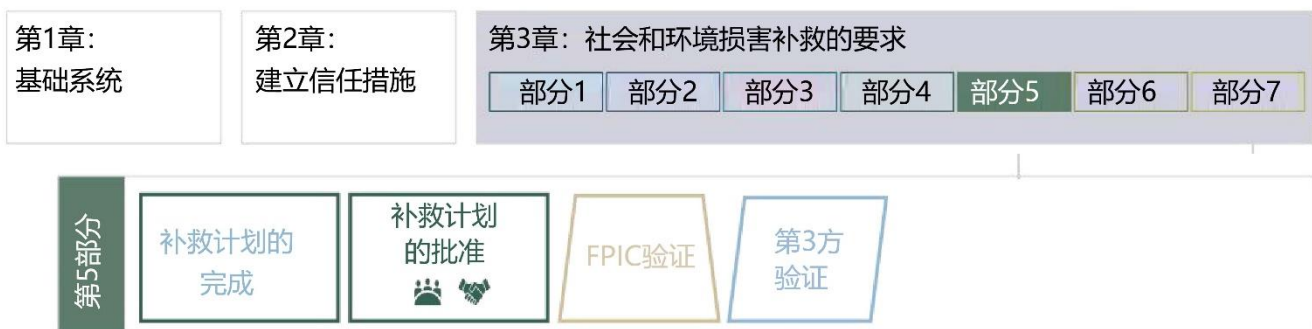 第1章：
基础系统
第2章：
建立信任措施
第3章：社会和环境损害补救的要求
部分1 部分2 部分3 部分4 部分5 部分6 部分7
第5部分
补救计划的
完成
补救计划
的批准
FPIC验证
第3方
验证